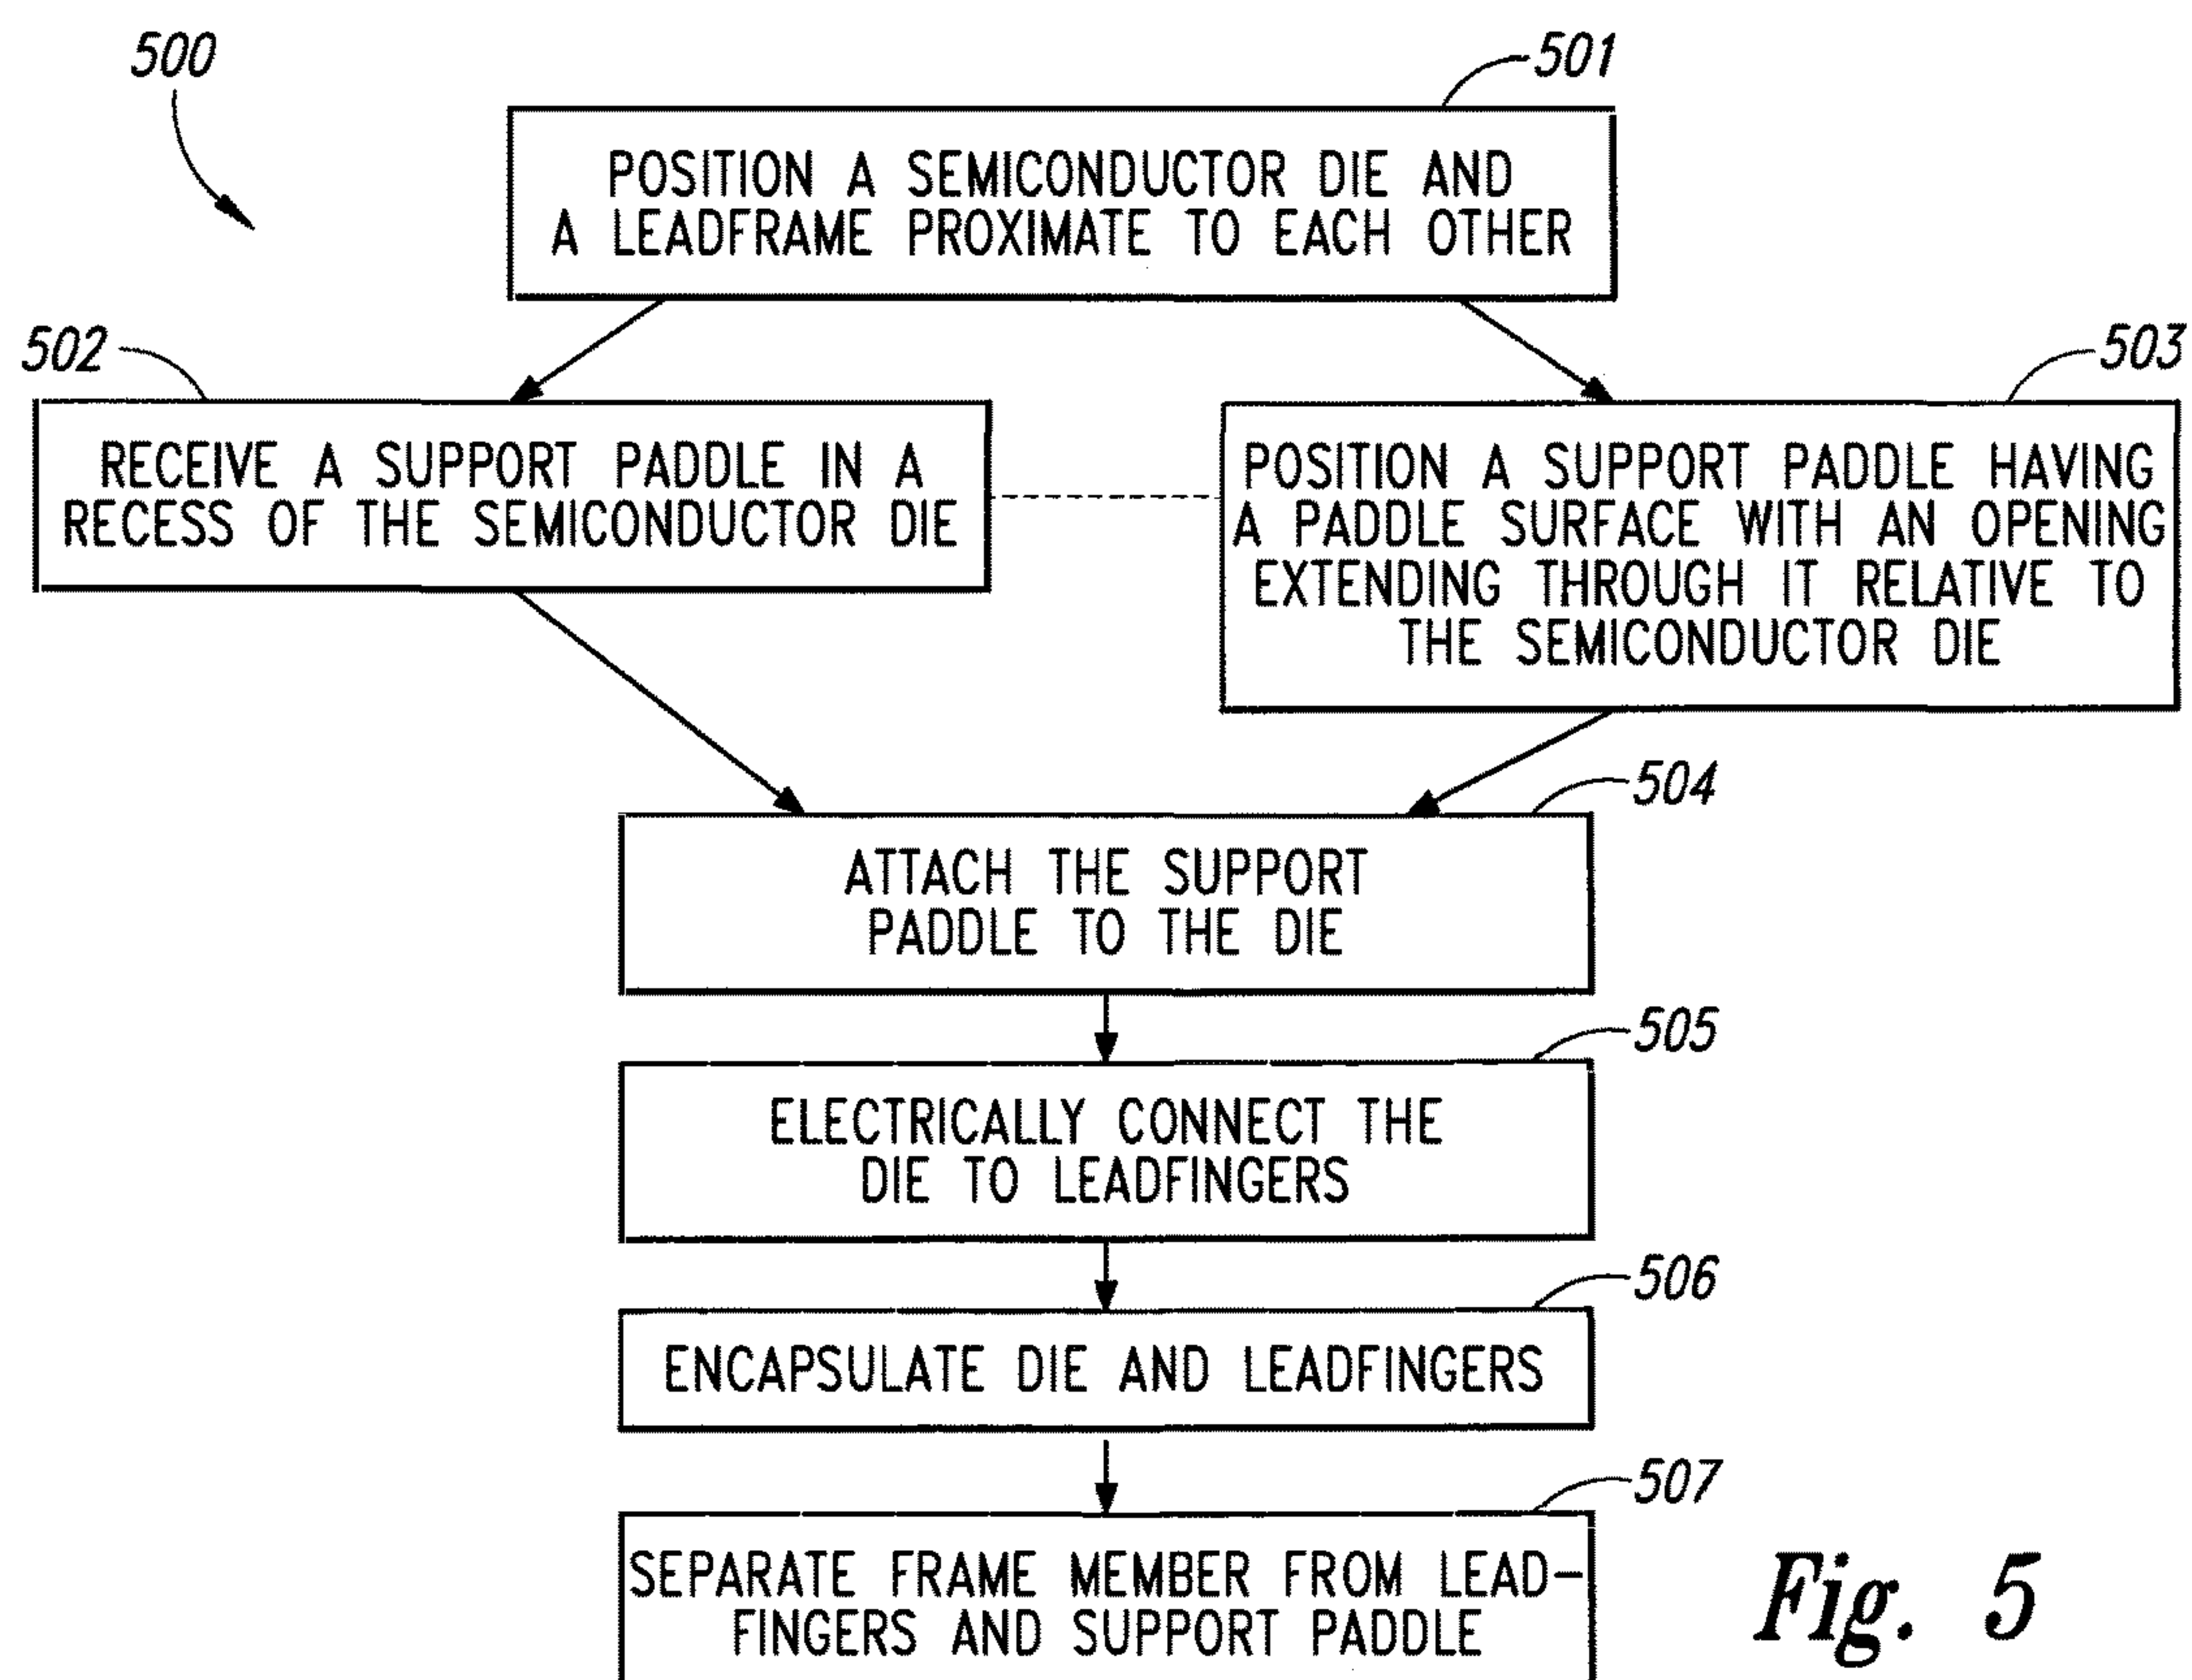 500
501
POSITION A SEMICONDUCTOR DIE AND
A LEADFRAME PROXIMATE TO EACH OTHER
502
RECEIVE A SUPPORT PADDLE IN A
RECESS OF THE SEMICONDUCTOR DIE
503
POSITION A SUPPORT PADDLE HAVING
A PADDLE SURFACE WITH AN OPENING
EXTENDING THROUGH IT RELATIVE TO
THE SEMICONDUCTOR DIE
504
ATTACH THE SUPPORT
PADDLE TO THE DIE
505
ELECTRICALLY CONNECT THE
DIE TO LEADFINGERS
506
ENCAPSULATE DIE AND LEADFINGERS
507
SEPARATE FRAME MEMBER FROM LEAD-
FINGERS AND SUPPORT PADDLE
Fig. 5